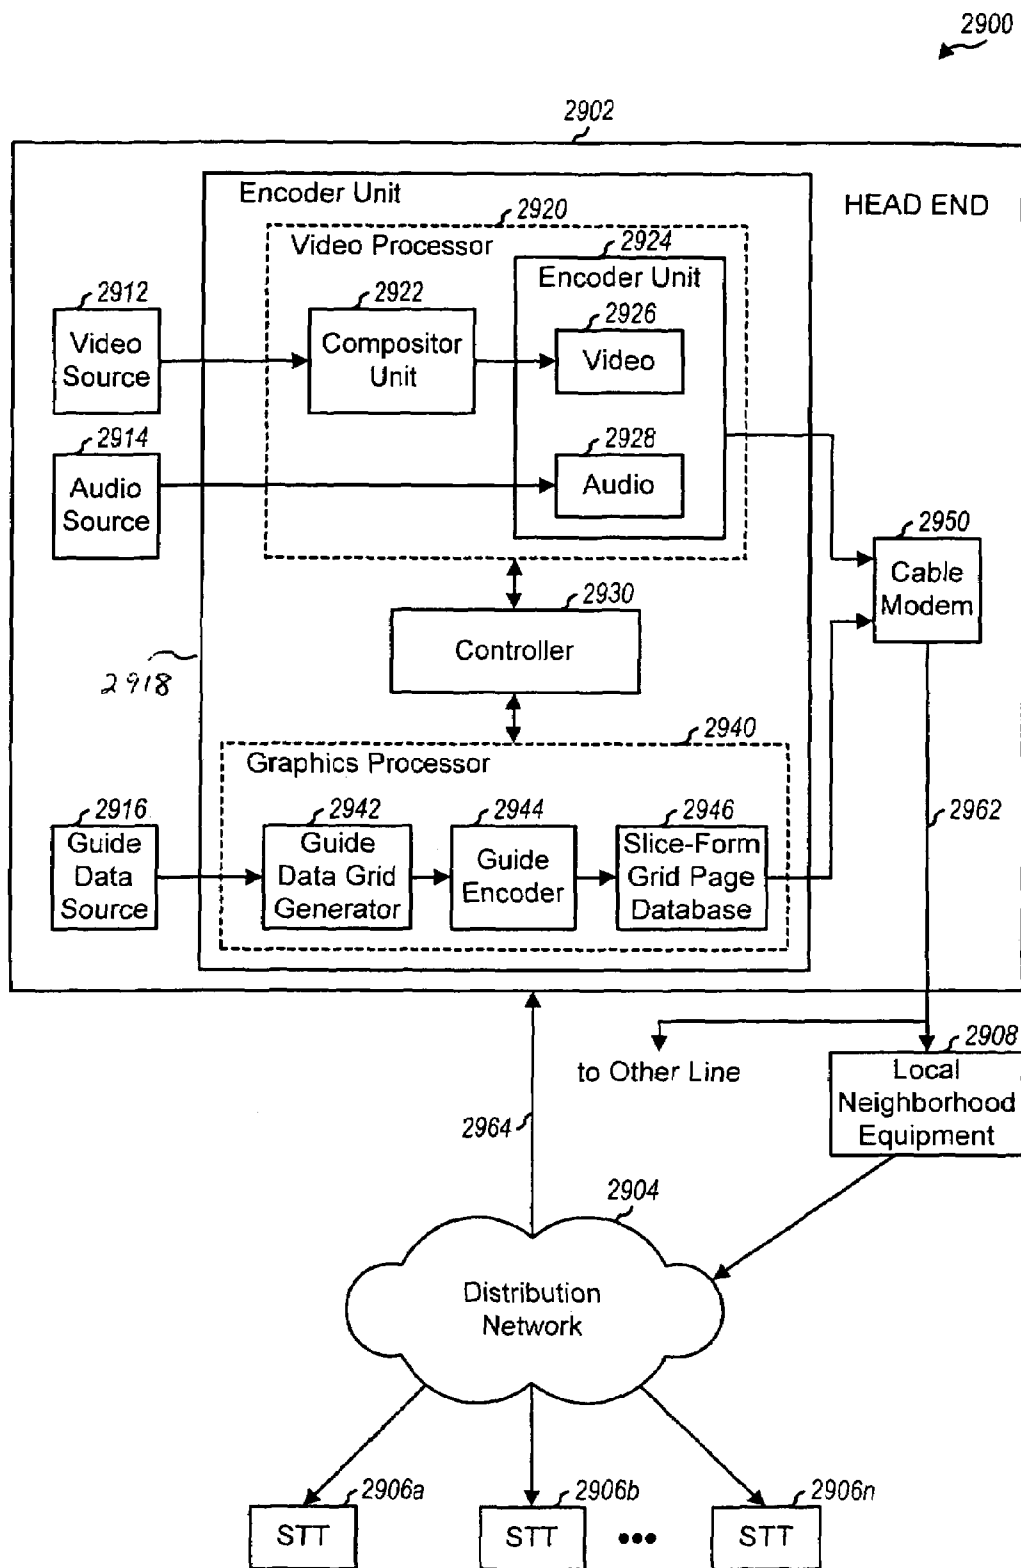 2900
2902
Encoder Unit
HEAD END
2920
Video Processor
2924
Encoder Unit
2912
Video
Source
2922
Compositor
Unit
2926
Video
2914
Audio
Source
2928
Audio
2950
Cable
Modem
2930
Controller
2918
2940
Graphics Processor
2916
Guide
Data
Source
2942
Guide
Data Grid
Generator
2944
Guide
Encoder
2946
Slice-Form
Grid Page
Database
2962
to Other Line
2908
Local
Neighborhood
Equipment
2964
2904
Distribution
Network
2906a
STT
2906b
STT
•••
2906n
STT